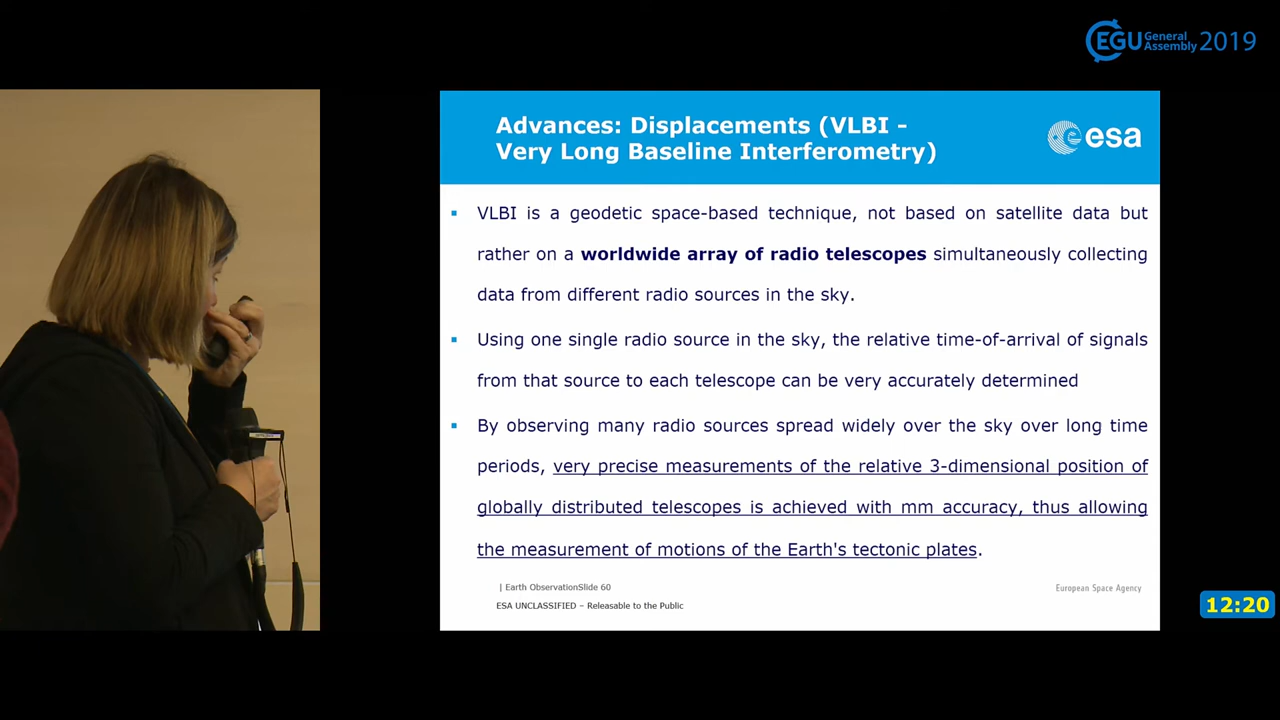 EGU General Assembly 2019
Advances: Displacements (VLBI -
Very Long Baseline Interferometry)
esa
▪ VLBI is a geodetic space-based technique, not based on satellite data but
rather on a worldwide array of radio telescopes simultaneously collecting
data from different radio sources in the sky.
▪ Using one single radio source in the sky, the relative time-of-arrival of signals
from that source to each telescope can be very accurately determined
▪ By observing many radio sources spread widely over the sky over long time
periods, very precise measurements of the relative 3-dimensional position of
globally distributed telescopes is achieved with mm accuracy, thus allowing
the measurement of motions of the Earth's tectonic plates.
| Earth ObservationSlide 60
European Space Agency
ESA UNCLASSIFIED – Releasable to the Public
12:20